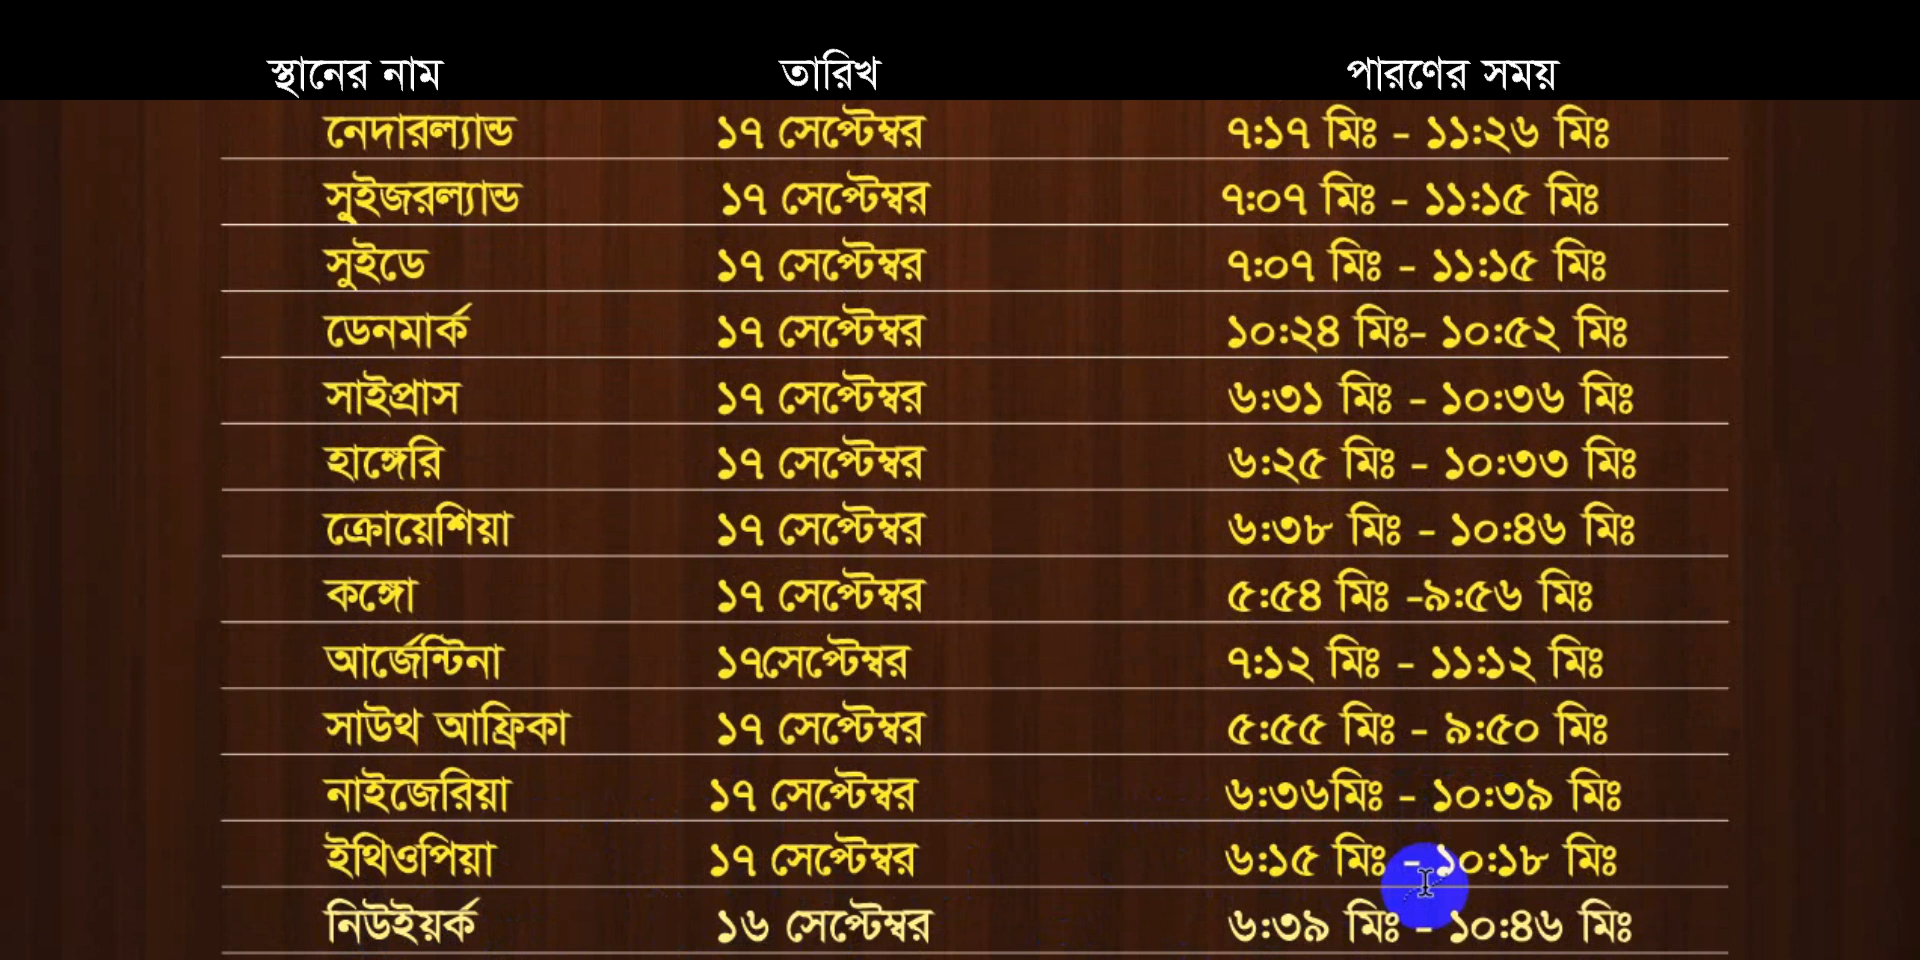 স্থানের নাম তারিখ পারণের সময়
নেদারল্যান্ড ১৭ সেপ্টেম্বর ৭:১৭ মিঃ - ১১:২৬ মিঃ
সুইজরল্যান্ড ১৭ সেপ্টেম্বর ৭:০৭ মিঃ - ১১:১৫ মিঃ
সুইডে ১৭ সেপ্টেম্বর ৭:০৭ মিঃ - ১১:১৫ মিঃ
ডেনমার্ক ১৭ সেপ্টেম্বর ১০:২৪ মিঃ- ১০:৫২ মিঃ
সাইপ্রাস ১৭ সেপ্টেম্বর ৬:৩১ মিঃ - ১০:৩৬ মিঃ
হাঙ্গেরি ১৭ সেপ্টেম্বর ৬:২৫ মিঃ - ১০:৩৩ মিঃ
ক্রোয়েশিয়া ১৭ সেপ্টেম্বর ৬:৩৮ মিঃ - ১০:৪৬ মিঃ
কঙ্গো ১৭ সেপ্টেম্বর ৫:৫৪ মিঃ -৯:৫৬ মিঃ
আর্জেন্টিনা ১৭সেপ্টেম্বর ৭:১২ মিঃ - ১১:১২ মিঃ
সাউথ আফ্রিকা ১৭ সেপ্টেম্বর ৫:৫৫ মিঃ - ৯:৫০ মিঃ
নাইজেরিয়া ১৭ সেপ্টেম্বর ৬:৩৬মিঃ - ১০:৩৯ মিঃ
ইথিওপিয়া ১৭ সেপ্টেম্বর ৬:১৫ মিঃ - ১০:১৮ মিঃ
নিউইয়র্ক ১৬ সেপ্টেম্বর ৬:৩৯ মিঃ - ১০:৪৬ মিঃ